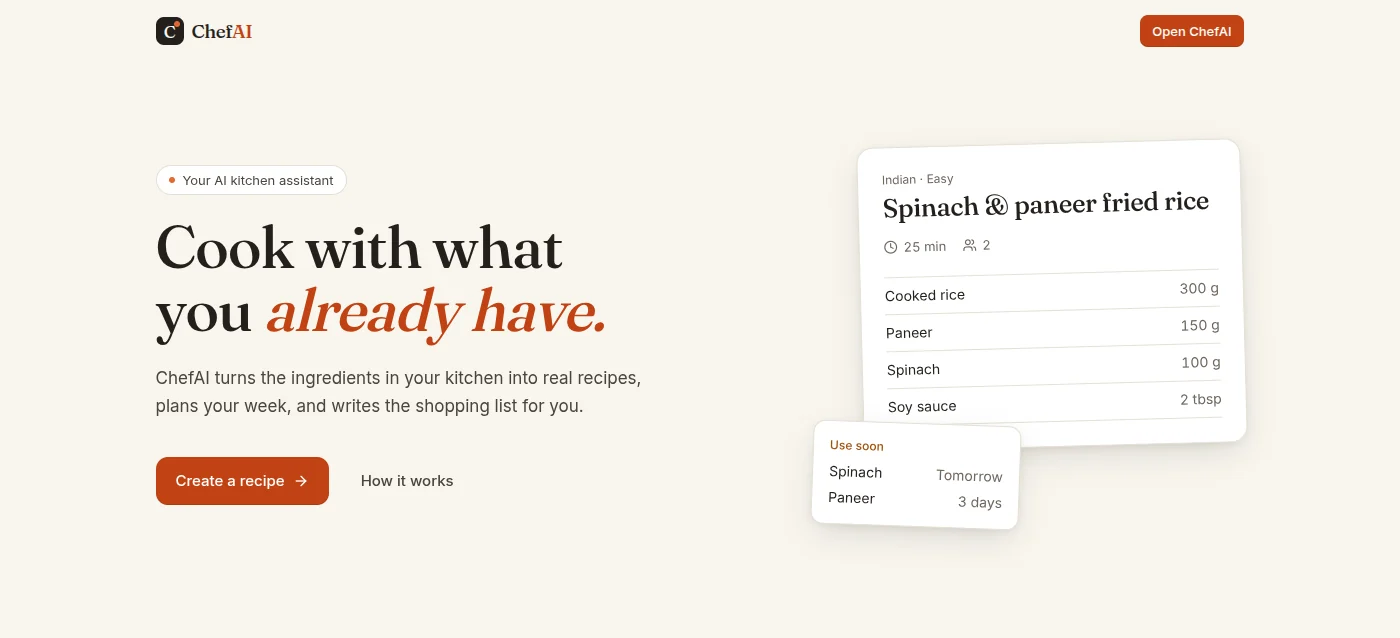 C ChefAI
Open ChefAI
Your AI kitchen assistant
Cook with what
you already have.
ChefAI turns the ingredients in your kitchen into real recipes,
plans your week, and writes the shopping list for you.
Create a recipe →
How it works
Indian · Easy
Spinach & paneer fried rice
25 min 2
Cooked rice 300 g
Paneer 150 g
Spinach 100 g
Soy sauce 2 tbsp
Use soon
Spinach Tomorrow
Paneer 3 days